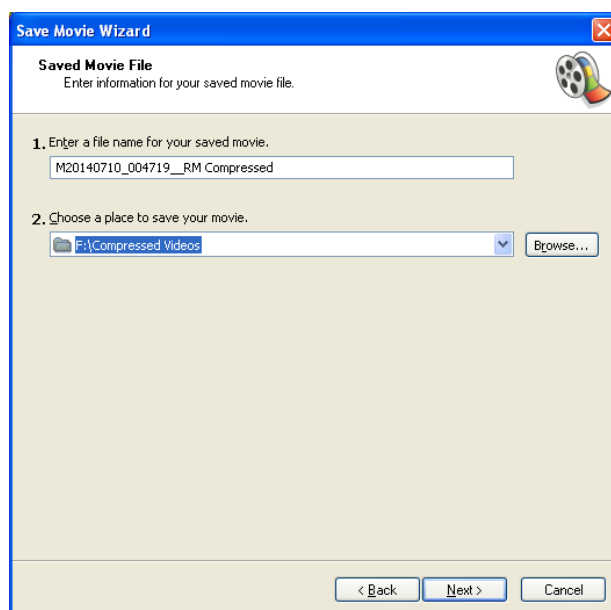 Save Movie Wizard
Saved Movie File
Enter information for your saved movie file.
1. Enter a file name for your saved movie.
M20140710_004719__RM Compressed
2. Choose a place to save your movie.
F:\Compressed Videos
Browse...
< Back Next > Cancel